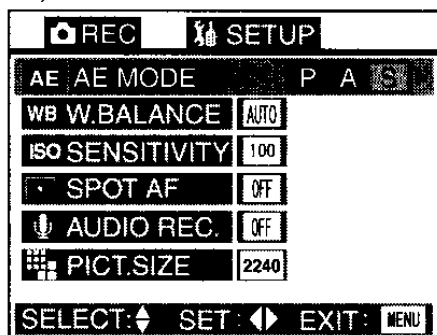 REC SETUP
AE AE MODE P A S
WB W.BALANCE AUTO
ISO SENSITIVITY 100
SPOT AF OFF
AUDIO REC. OFF
PICT.SIZE 2240
SELECT: SET: EXIT: MENU